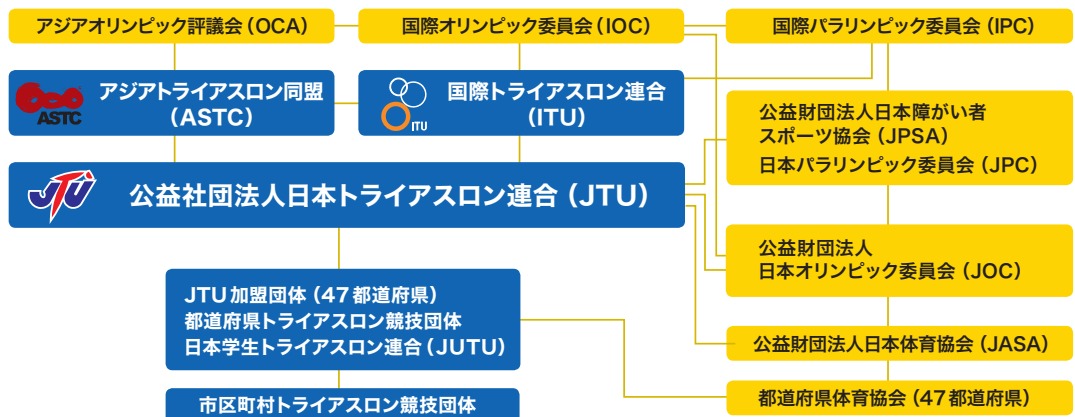 アジアオリンピック評議会（OCA）
国際オリンピック委員会（IOC）
国際パラリンピック委員会（IPC）
ASTC
アジアトライアスロン同盟
（ASTC）
ITU
国際トライアスロン連合
（ITU）
公益財団法人日本障がい者
スポーツ協会（JPSA）
日本パラリンピック委員会（JPC）
JTU
公益社団法人日本トライアスロン連合（JTU）
公益財団法人
日本オリンピック委員会（JOC）
JTU加盟団体（47都道府県）
都道府県トライアスロン競技団体
日本学生トライアスロン連合（JUTU）
公益財団法人日本体育協会（JASA）
都道府県体育協会（47都道府県）
市区町村トライアスロン競技団体